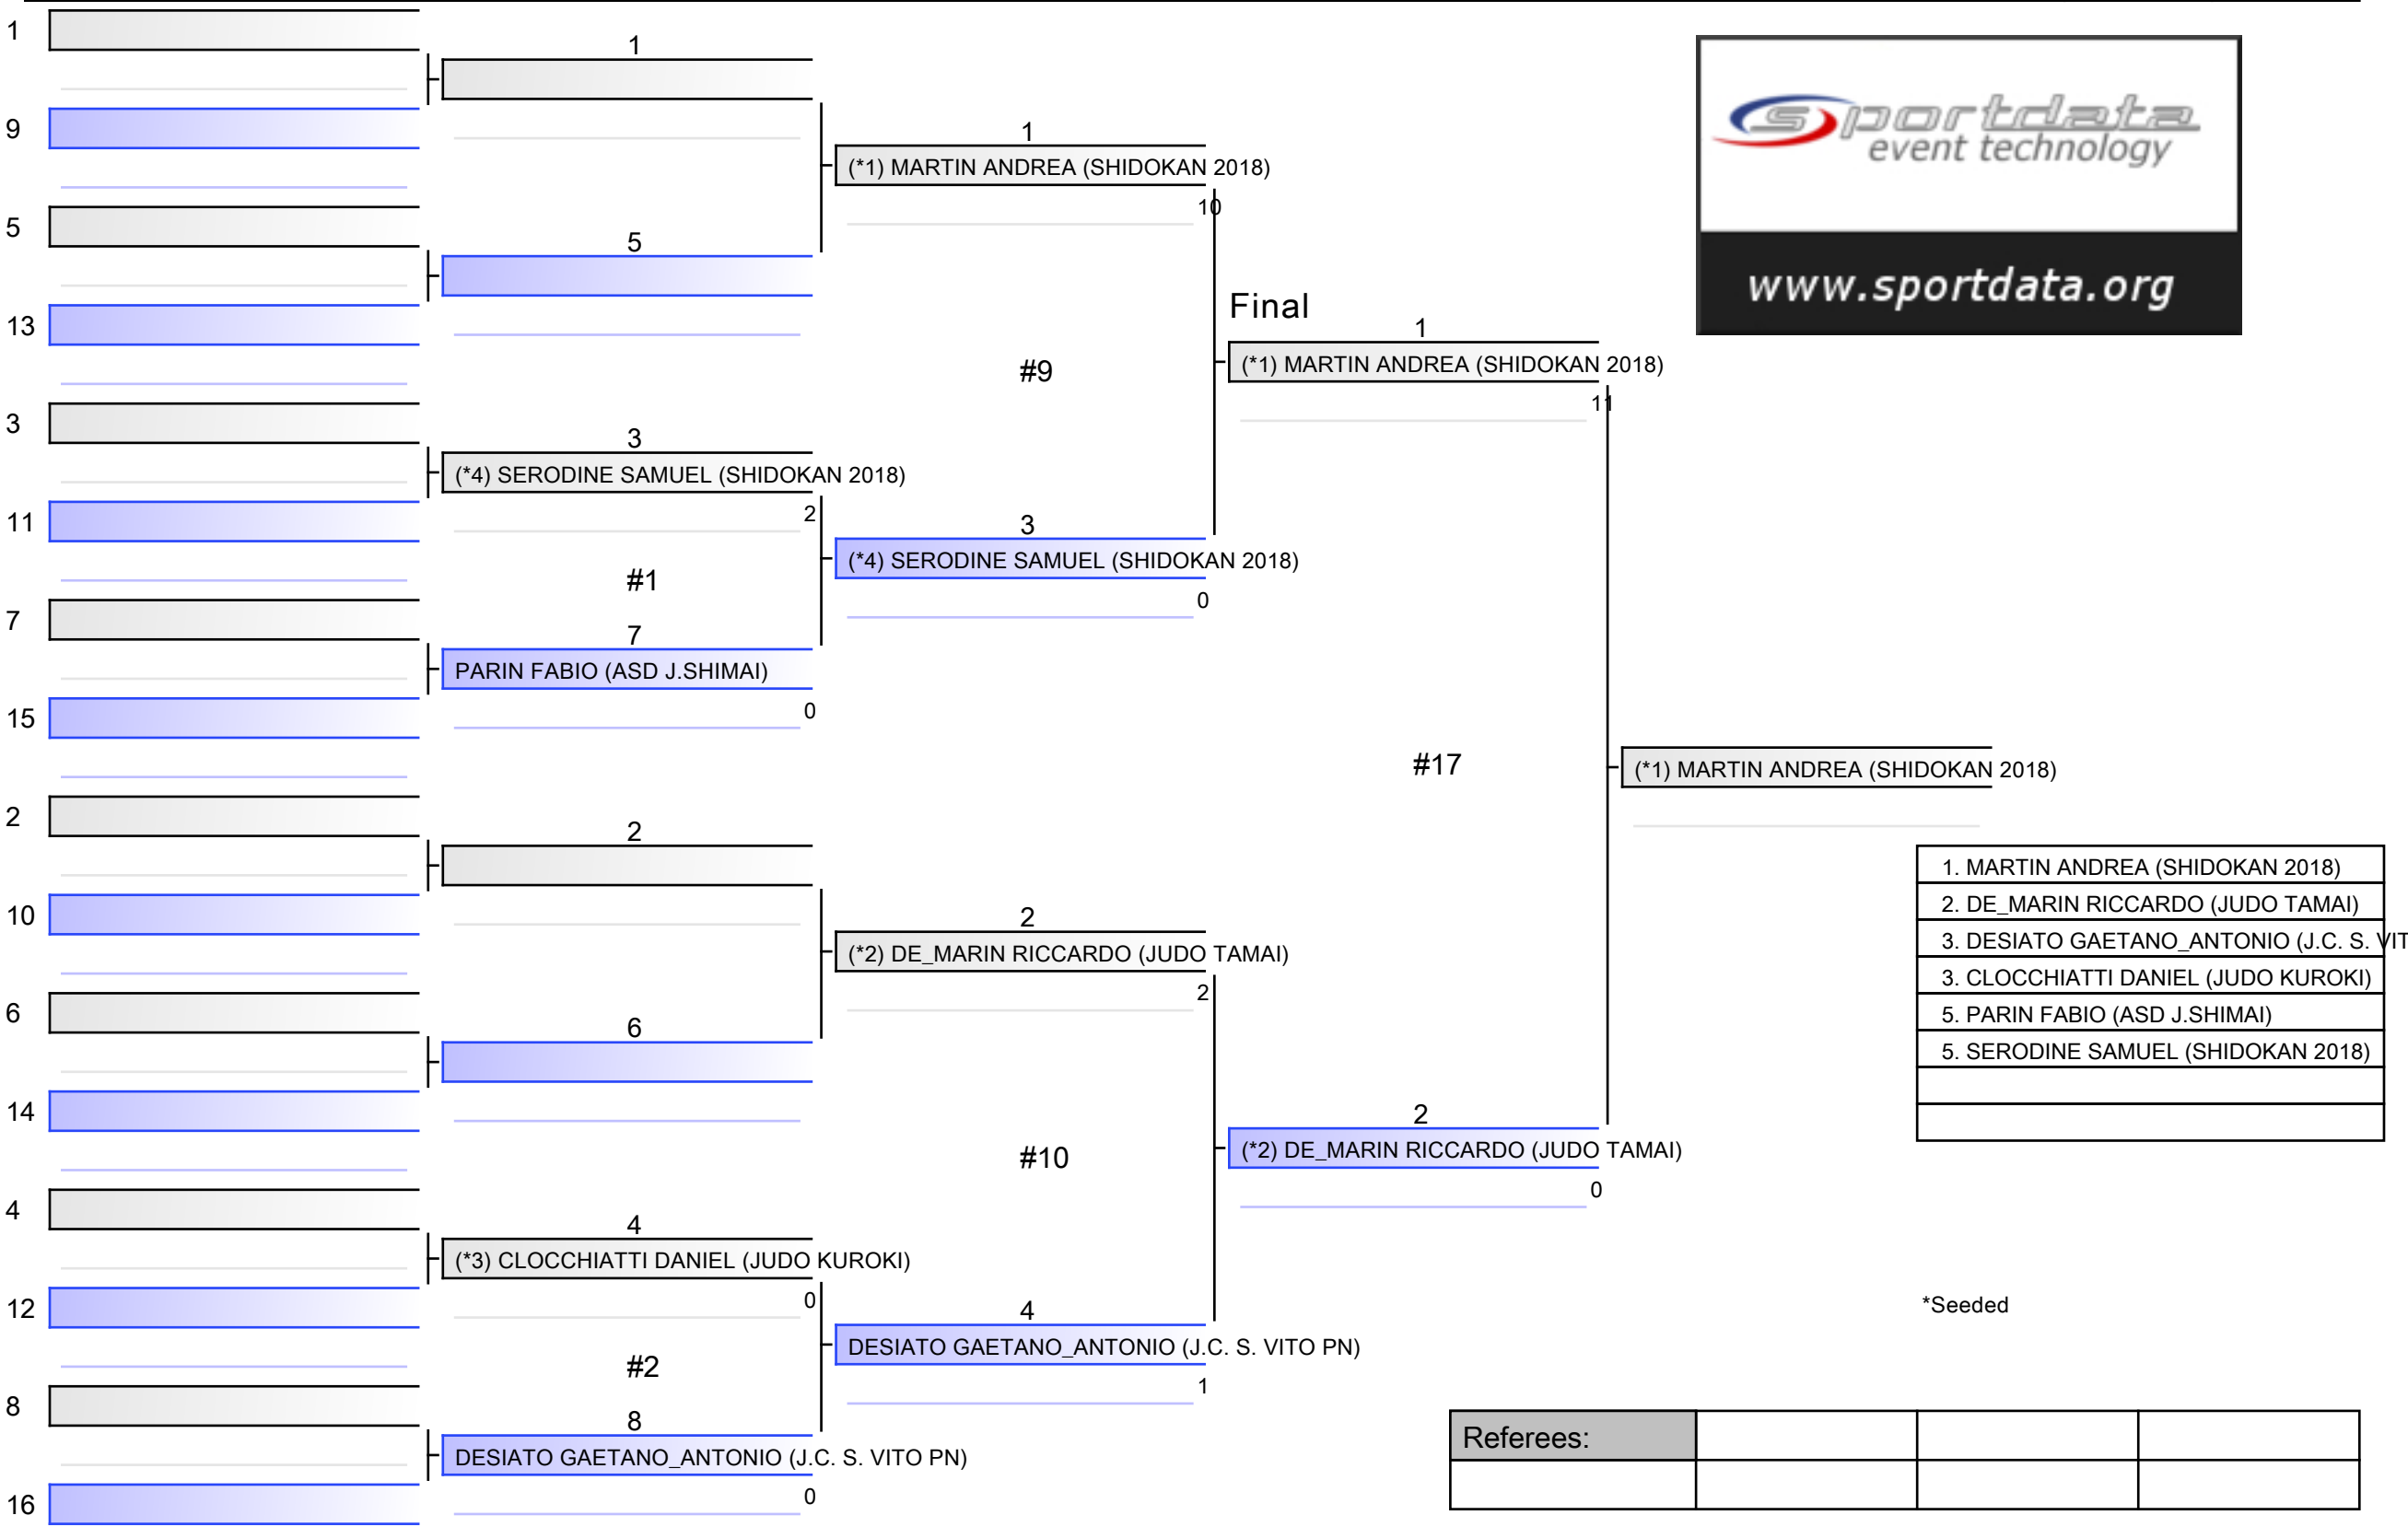 1
1
9
1
(*1) MARTIN ANDREA (SHIDOKAN 2018)
10
5
5
13
#9
3
3
(*4) SERODINE SAMUEL (SHIDOKAN 2018)
2
11
3
(*4) SERODINE SAMUEL (SHIDOKAN 2018)
0
#1
7
7
PARIN FABIO (ASD J.SHIMAI)
0
15
Final
1
(*1) MARTIN ANDREA (SHIDOKAN 2018)
11
#17
(*1) MARTIN ANDREA (SHIDOKAN 2018)
2
2
10
2
(*2) DE_MARIN RICCARDO (JUDO TAMAI)
2
6
6
14
#10
2
(*2) DE_MARIN RICCARDO (JUDO TAMAI)
0
4
4
(*3) CLOCCHIATTI DANIEL (JUDO KUROKI)
0
12
4
DESIATO GAETANO_ANTONIO (J.C. S. VITO PN)
1
#2
8
8
DESIATO GAETANO_ANTONIO (J.C. S. VITO PN)
0
16
sportdata
event technology
www.sportdata.org
1. MARTIN ANDREA (SHIDOKAN 2018)
2. DE_MARIN RICCARDO (JUDO TAMAI)
3. DESIATO GAETANO_ANTONIO (J.C. S. VIT
3. CLOCCHIATTI DANIEL (JUDO KUROKI)
5. PARIN FABIO (ASD J.SHIMAI)
5. SERODINE SAMUEL (SHIDOKAN 2018)
*Seeded
Referees: